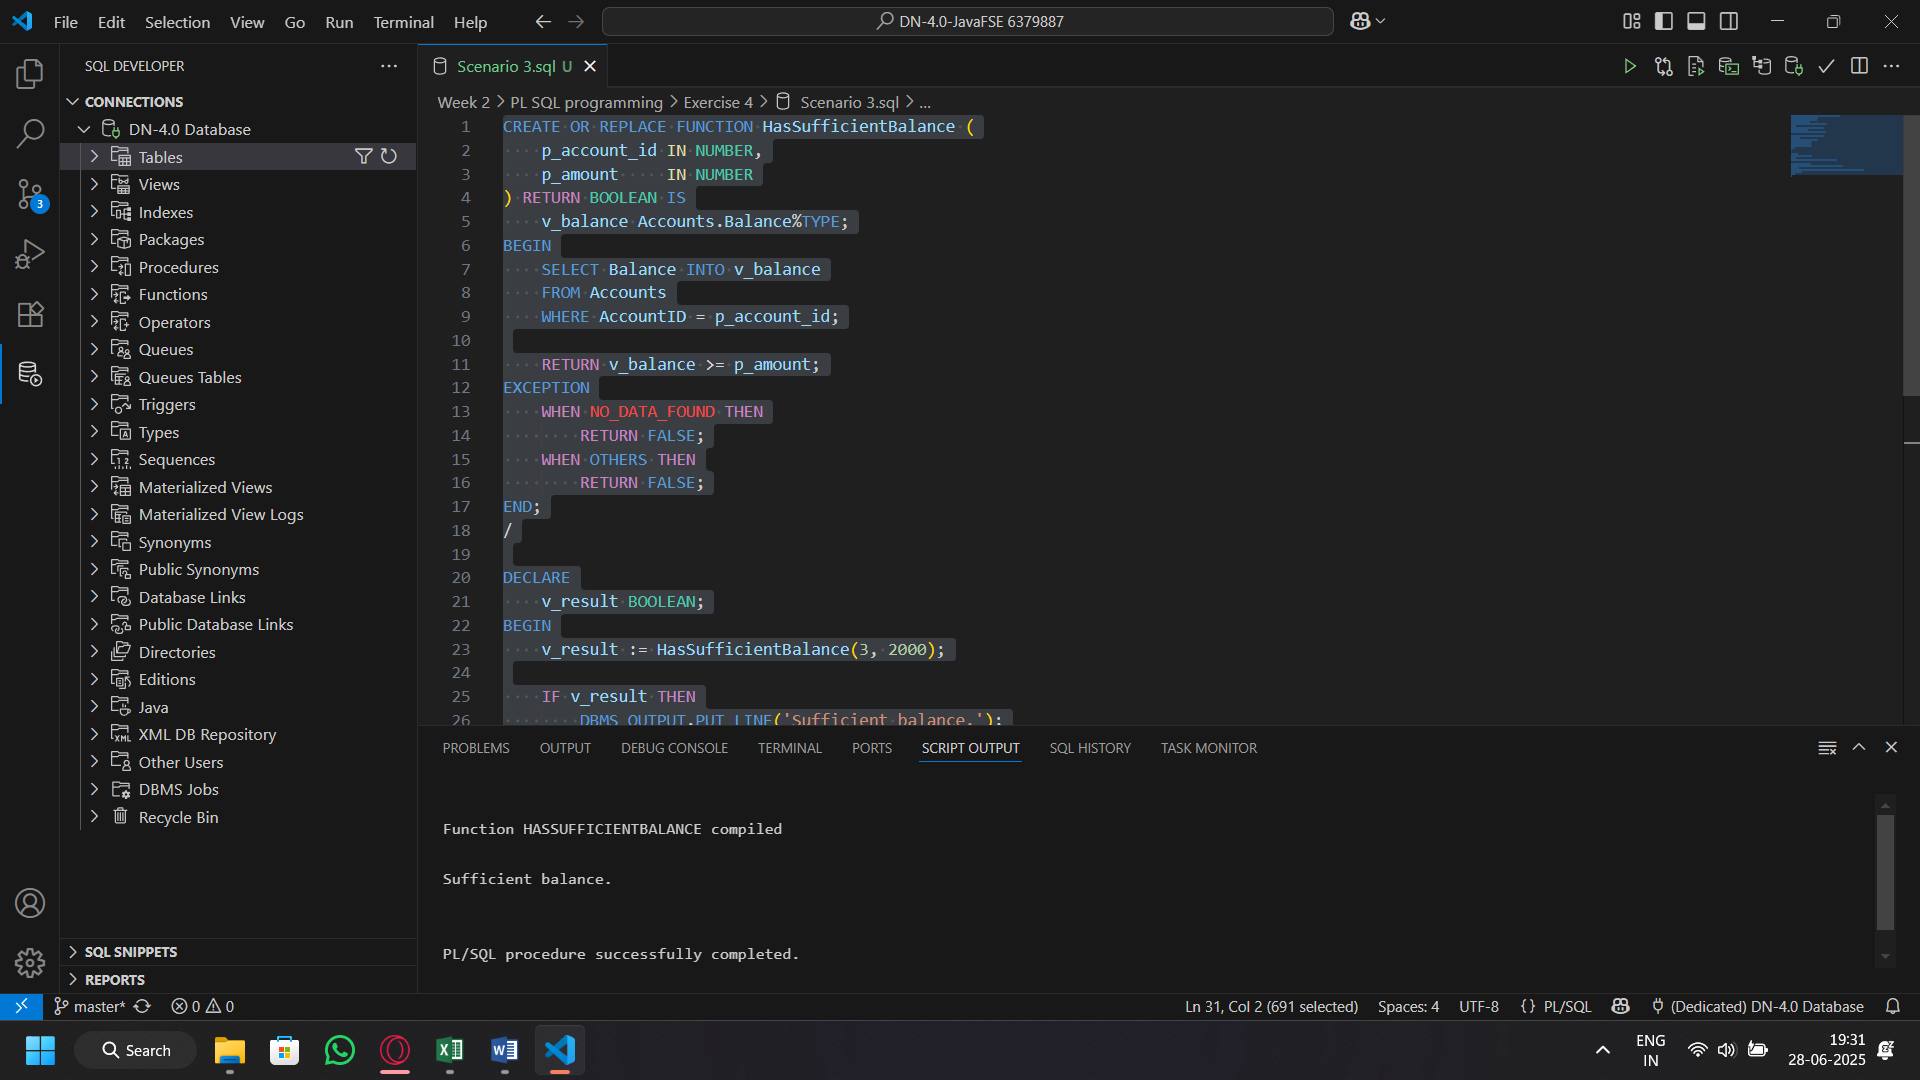 File Edit Selection View Go Run Terminal Help
DN-4.0-JavaFSE 6379887
SQL DEVELOPER
CONNECTIONS
DN-4.0 Database
Tables
Views
Indexes
Packages
Procedures
Functions
Operators
Queues
Queues Tables
Triggers
Types
Sequences
Materialized Views
Materialized View Logs
Synonyms
Public Synonyms
Database Links
Public Database Links
Directories
Editions
Java
XML DB Repository
Other Users
DBMS Jobs
Recycle Bin
SQL SNIPPETS
REPORTS
3
Scenario 3.sql U
Week 2 > PL SQL programming > Exercise 4 > Scenario 3.sql > ...
1 CREATE OR REPLACE FUNCTION HasSufficientBalance (
2 p_account_id IN NUMBER,
3 p_amount IN NUMBER
4 ) RETURN BOOLEAN IS
5 v_balance Accounts.Balance%TYPE;
6 BEGIN
7 SELECT Balance INTO v_balance
8 FROM Accounts
9 WHERE AccountID = p_account_id;
10
11 RETURN v_balance >= p_amount;
12 EXCEPTION
13 WHEN NO_DATA_FOUND THEN
14 RETURN FALSE;
15 WHEN OTHERS THEN
16 RETURN FALSE;
17 END;
18 /
19
20 DECLARE
21 v_result BOOLEAN;
22 BEGIN
23 v_result := HasSufficientBalance(3, 2000);
24
25 IF v_result THEN
26 DBMS_OUTPUT.PUT_LINE('Sufficient balance.');
PROBLEMS OUTPUT DEBUG CONSOLE TERMINAL PORTS SCRIPT OUTPUT SQL HISTORY TASK MONITOR
Function HASSUFFICIENTBALANCE compiled
Sufficient balance.
PL/SQL procedure successfully completed.
master* 0 0
Ln 31, Col 2 (691 selected) Spaces: 4 UTF-8 {} PL/SQL (Dedicated) DN-4.0 Database
Search
ENG
IN
19:31
28-06-2025